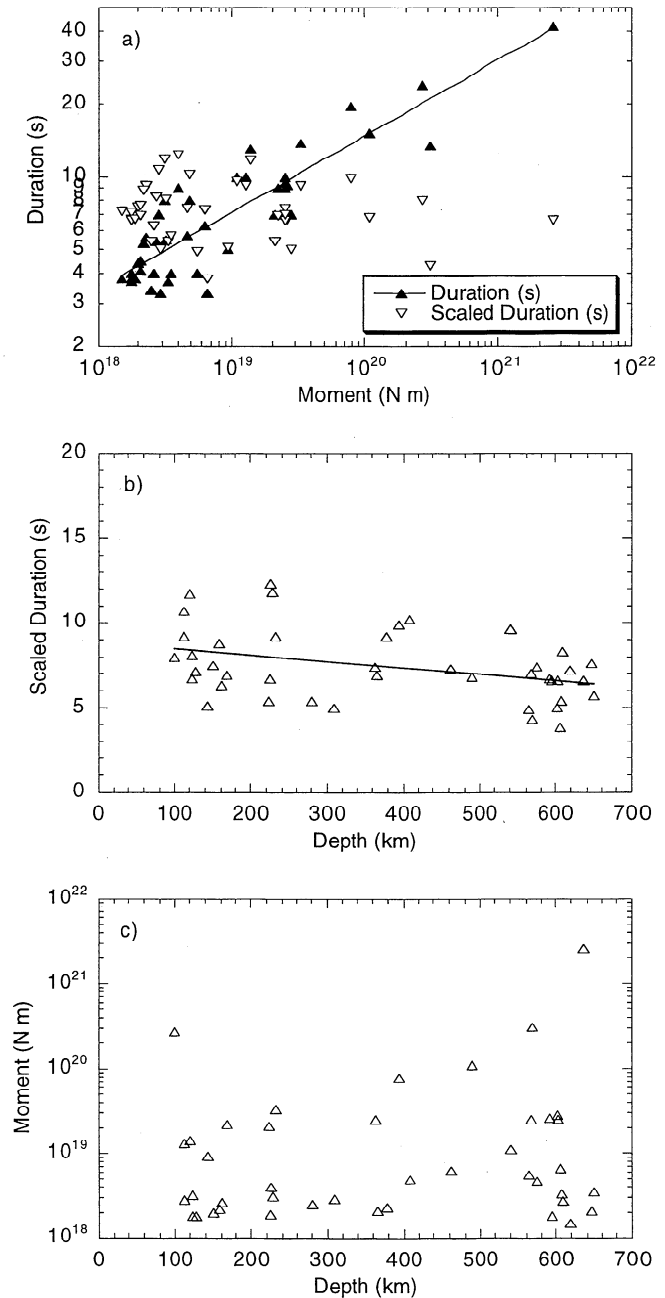 a)
40
30
20
10
9
8
7
6
5
4
3
2
Duration (s)
Duration (s)
Scaled Duration (s)
10^18 10^19 10^20 10^21 10^22
Moment (N m)
b)
20
15
10
5
0
Scaled Duration (s)
0 100 200 300 400 500 600 700
Depth (km)
c)
10^22
10^21
10^20
10^19
10^18
Moment (N m)
0 100 200 300 400 500 600 700
Depth (km)